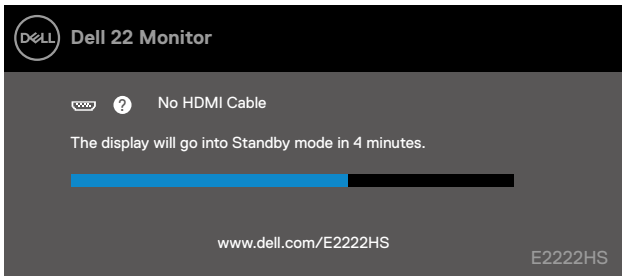 DELL Dell 22 Monitor
? No HDMI Cable
The display will go into Standby mode in 4 minutes.
www.dell.com/E2222HS
E2222HS